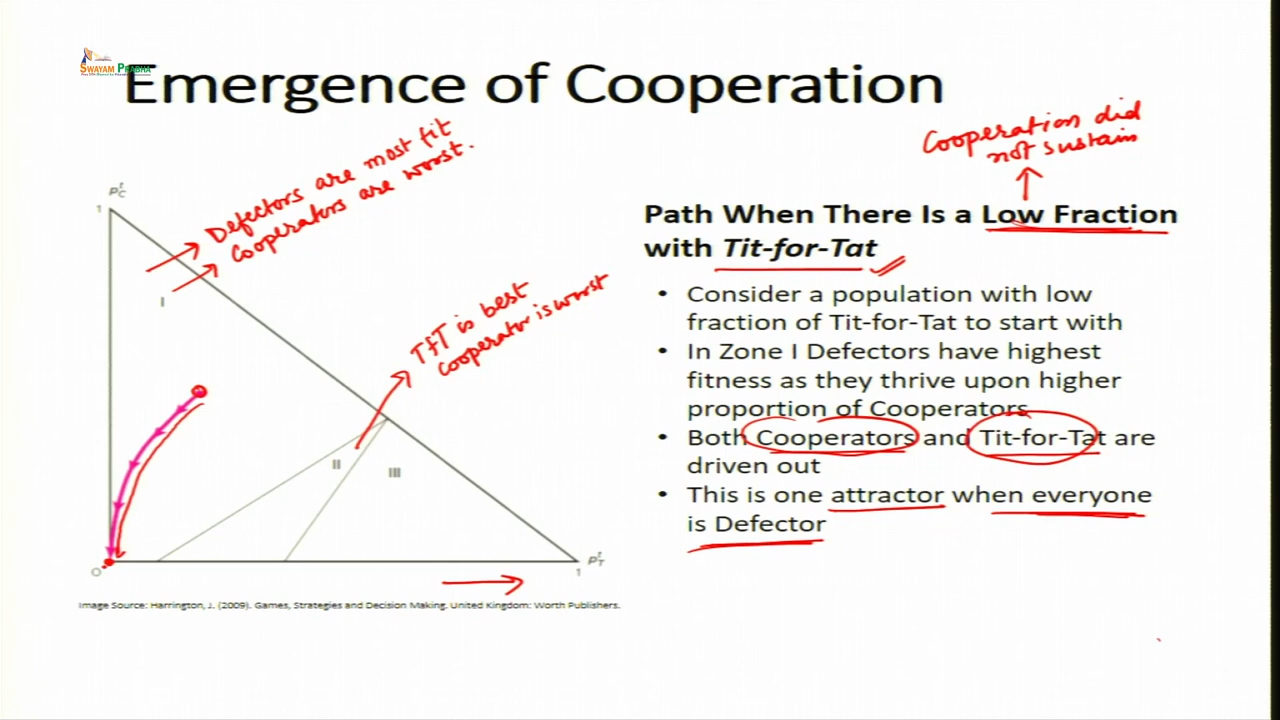 SWAYAM PRABHA
Emergence of Cooperation
Cooperation did
not sustain
Defectors are most fit
Cooperators are worst.
p_C^t
1
I
TfT is best
cooperator is worst
II
III
O
1
p_T^t
Image Source: Harrington, J. (2009). Games, Strategies and Decision Making. United Kingdom: Worth Publishers.
Path When There Is a Low Fraction
with Tit-for-Tat
• Consider a population with low
fraction of Tit-for-Tat to start with
• In Zone I Defectors have highest
fitness as they thrive upon higher
proportion of Cooperators
• Both Cooperators and Tit-for-Tat are
driven out
• This is one attractor when everyone
is Defector